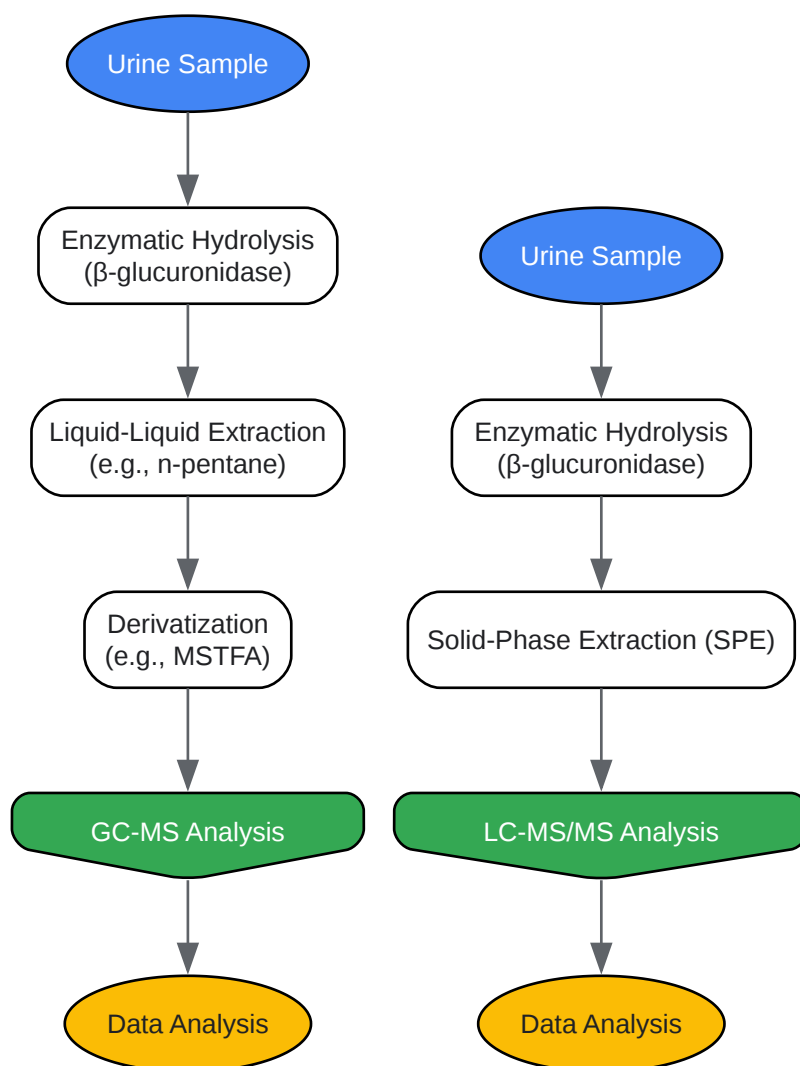 Urine Sample
Enzymatic Hydrolysis
(β-glucuronidase)
Liquid-Liquid Extraction
(e.g., n-pentane)
Derivatization
(e.g., MSTFA)
GC-MS Analysis
Data Analysis
Urine Sample
Enzymatic Hydrolysis
(β-glucuronidase)
Solid-Phase Extraction (SPE)
LC-MS/MS Analysis
Data Analysis